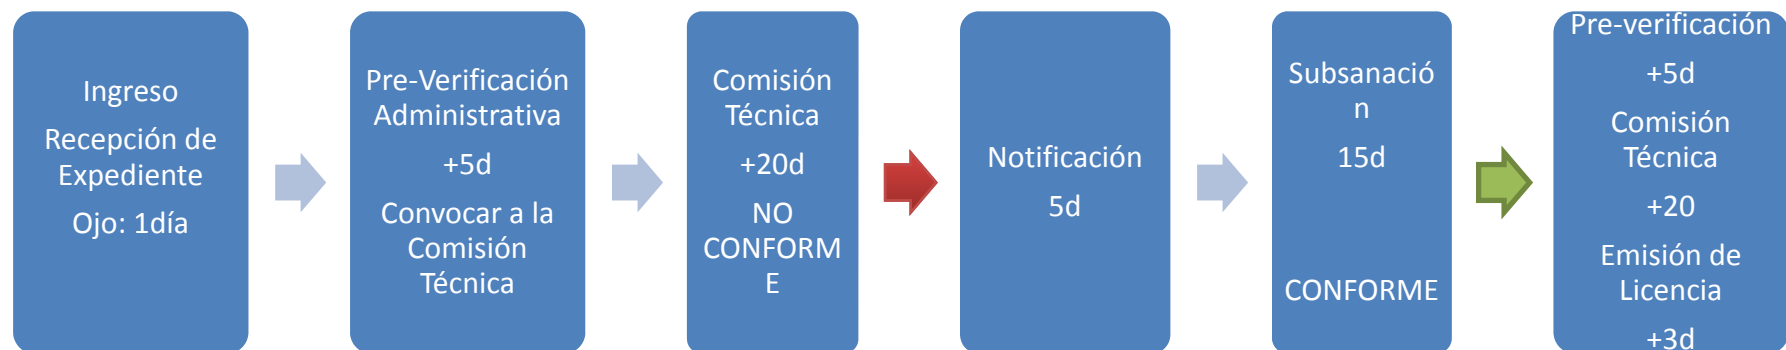 Ingreso
Recepción de
Expediente
Ojo: 1día
Pre-Verificación
Administrativa
+5d
Convocar a la
Comisión
Técnica
Comisión
Técnica
+20d
NO
CONFORM
E
Notificación
5d
Subsanació
n
15d
CONFORME
Pre-verificación
+5d
Comisión
Técnica
+20
Emisión de
Licencia
+3d